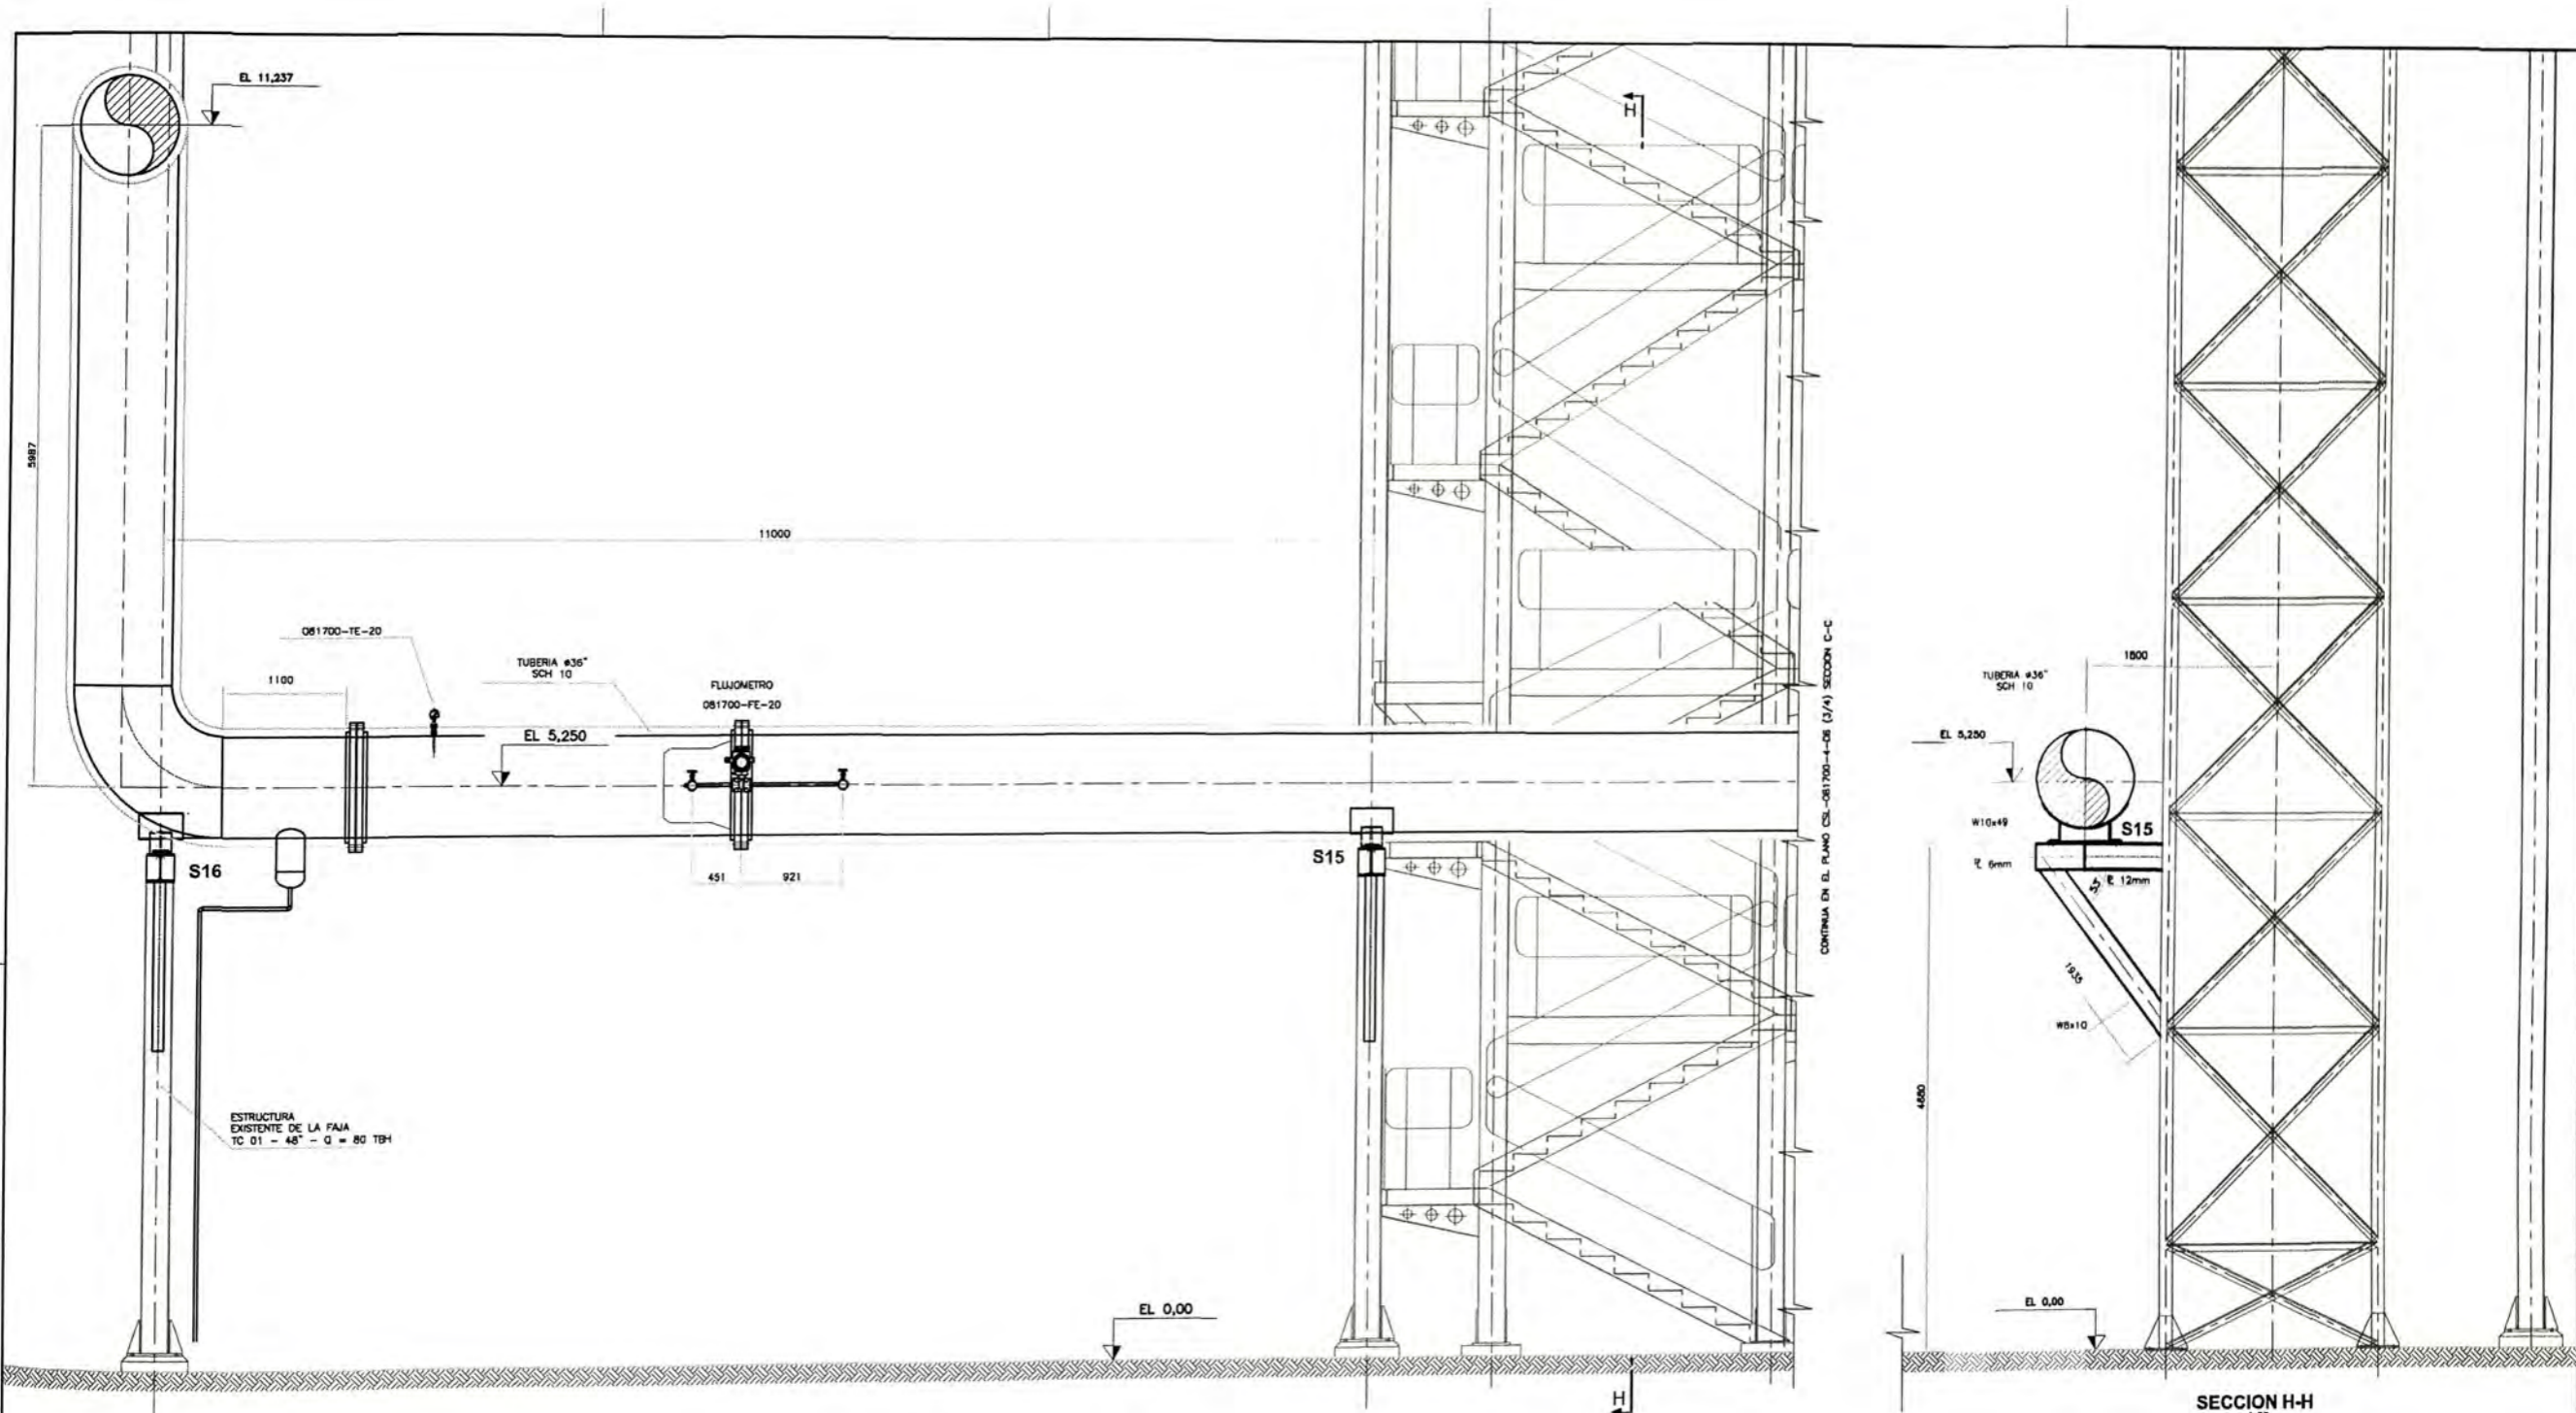 EL 11,237
5987
11000
H
081700-TE-20
1100
TUBERIA ø36"
SCH 10
FLUJOMETRO
081700-FE-20
EL 5,250
451
921
S16
S15
ESTRUCTURA
EXISTENTE DE LA FAJA
TC 01 - 48" - Q = 80 TBH
EL 0,00
H
CONTINUA EN EL PLANO CSL-081700-4-06 (3/4) SECCION C-C
1800
TUBERIA ø36"
SCH 10
EL 5,250
W10x49
S15
6mm
12mm
1935
4680
EL 0,00
SECCION H-H